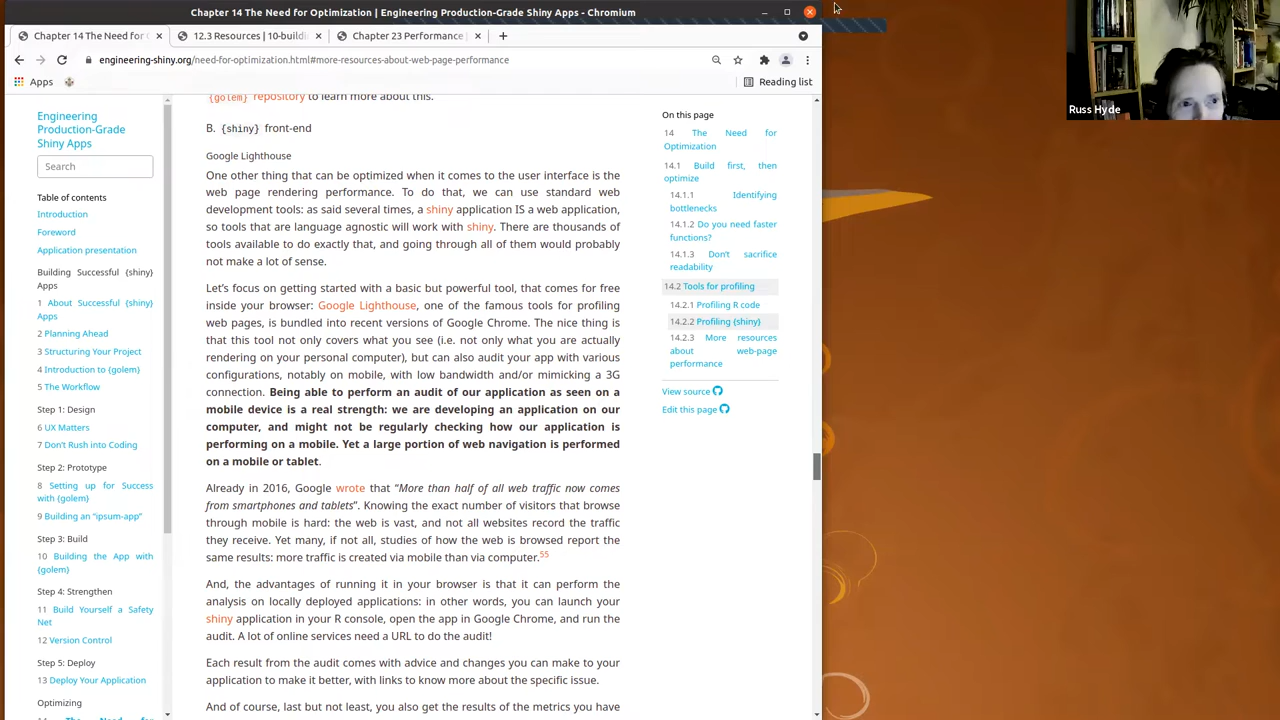 Chapter 14 The Need for Optimization | Engineering Production-Grade Shiny Apps - Chromium
Chapter 14 The Need for O
12.3 Resources | 10-buildi
Chapter 23 Performance
engineering-shiny.org/need-for-optimization.html#more-resources-about-web-page-performance
Apps
Reading list
Russ Hyde
Engineering
Production-Grade
Shiny Apps
Search
Table of contents
Introduction
Foreword
Application presentation
Building Successful {shiny}
Apps
1 About Successful {shiny}
Apps
2 Planning Ahead
3 Structuring Your Project
4 Introduction to {golem}
5 The Workflow
Step 1: Design
6 UX Matters
7 Don't Rush into Coding
Step 2: Prototype
8 Setting up for Success
with {golem}
9 Building an “ipsum-app”
Step 3: Build
10 Building the App with
{golem}
Step 4: Strengthen
11 Build Yourself a Safety
Net
12 Version Control
Step 5: Deploy
13 Deploy Your Application
Optimizing
{golem} repository to learn more about this.
B. {shiny} front-end
Google Lighthouse
One other thing that can be optimized when it comes to the user interface is the
web page rendering performance. To do that, we can use standard web
development tools: as said several times, a shiny application IS a web application,
so tools that are language agnostic will work with shiny. There are thousands of
tools available to do exactly that, and going through all of them would probably
not make a lot of sense.
Let’s focus on getting started with a basic but powerful tool, that comes for free
inside your browser: Google Lighthouse, one of the famous tools for profiling
web pages, is bundled into recent versions of Google Chrome. The nice thing is
that this tool not only covers what you see (i.e. not only what you are actually
rendering on your personal computer), but can also audit your app with various
configurations, notably on mobile, with low bandwidth and/or mimicking a 3G
connection. Being able to perform an audit of our application as seen on a
mobile device is a real strength: we are developing an application on our
computer, and might not be regularly checking how our application is
performing on a mobile. Yet a large portion of web navigation is performed
on a mobile or tablet.
Already in 2016, Google wrote that “More than half of all web traffic now comes
from smartphones and tablets”. Knowing the exact number of visitors that browse
through mobile is hard: the web is vast, and not all websites record the traffic
they receive. Yet many, if not all, studies of how the web is browsed report the
same results: more traffic is created via mobile than via computer.55
And, the advantages of running it in your browser is that it can perform the
analysis on locally deployed applications: in other words, you can launch your
shiny application in your R console, open the app in Google Chrome, and run the
audit. A lot of online services need a URL to do the audit!
Each result from the audit comes with advice and changes you can make to your
application to make it better, with links to know more about the specific issue.
And of course, last but not least, you also get the results of the metrics you have
On this page
14 The Need for
Optimization
14.1 Build first, then
optimize
14.1.1 Identifying
bottlenecks
14.1.2 Do you need faster
functions?
14.1.3 Don’t sacrifice
readability
14.2 Tools for profiling
14.2.1 Profiling R code
14.2.2 Profiling {shiny}
14.2.3 More resources
about web-page
performance
View source
Edit this page